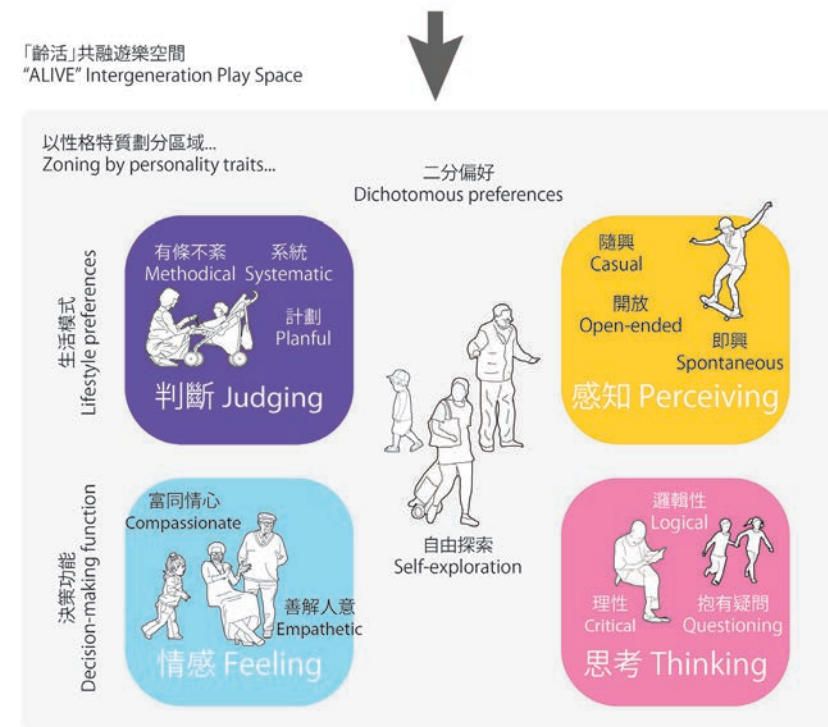 「齡活」共融遊樂空間
“ALIVE” Intergeneration Play Space
以性格特質劃分區域...
Zoning by personality traits...
二分偏好
Dichotomous preferences
生活模式
Lifestyle preferences
有條不紊
Methodical
系統
Systematic
計劃
Planful
判斷 Judging
隨興
Casual
開放
Open-ended
即興
Spontaneous
感知 Perceiving
決策功能
Decision-making function
富同情心
Compassionate
善解人意
Empathetic
情感 Feeling
自由探索
Self-exploration
邏輯性
Logical
理性
Critical
抱有疑問
Questioning
思考 Thinking